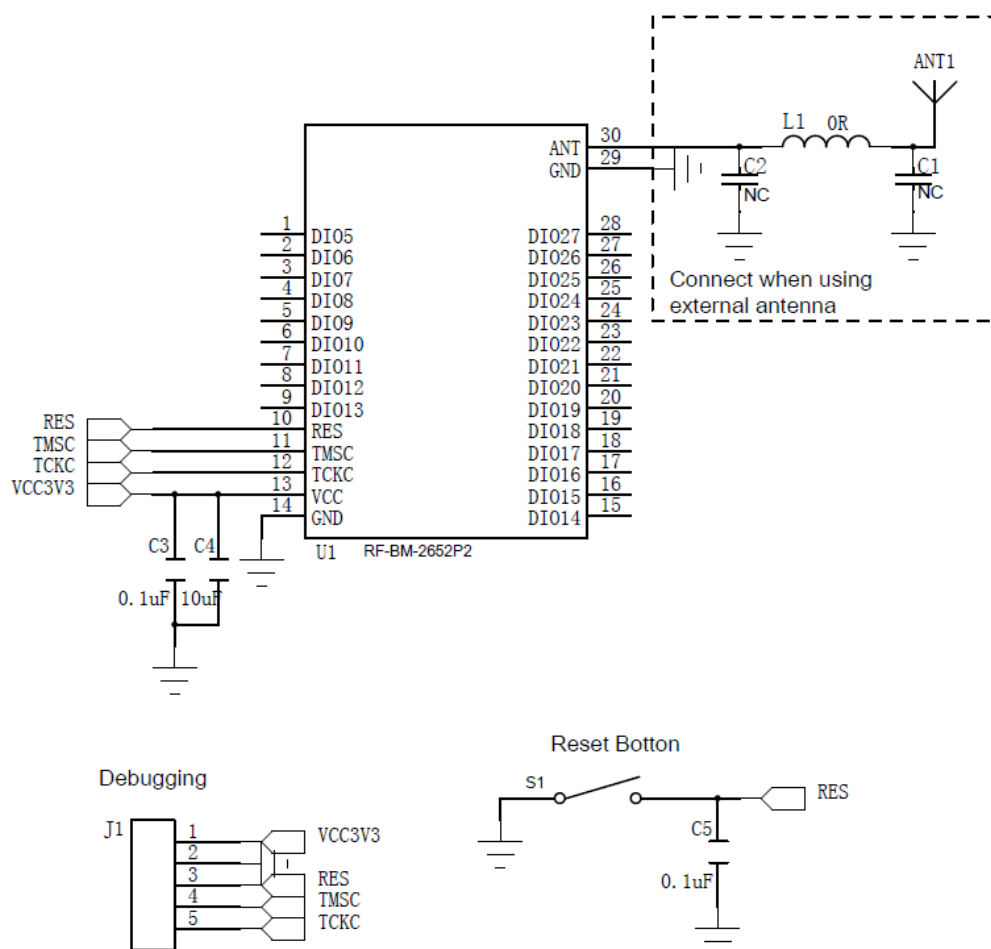 ANT1
L1 0R
C2
NC
C1
NC
Connect when using
external antenna
30
ANT
29
GND
1
DIO5
2
DIO6
3
DIO7
4
DIO8
5
DIO9
6
DIO10
7
DIO11
8
DIO12
9
DIO13
RES
10
RES
TMSC
11
TMSC
TCKC
12
TCKC
VCC3V3
13
VCC
14
GND
28
DIO27
27
DIO26
26
DIO25
25
DIO24
24
DIO23
23
DIO22
22
DIO21
21
DIO20
20
DIO19
19
DIO18
18
DIO17
17
DIO16
16
DIO15
15
DIO14
U1 RF-BM-2652P2
C3 C4
0.1uF 10uF
Debugging
J1
1
VCC3V3
2
3
RES
4
TMSC
5
TCKC
Reset Botton
S1
RES
C5
0.1uF